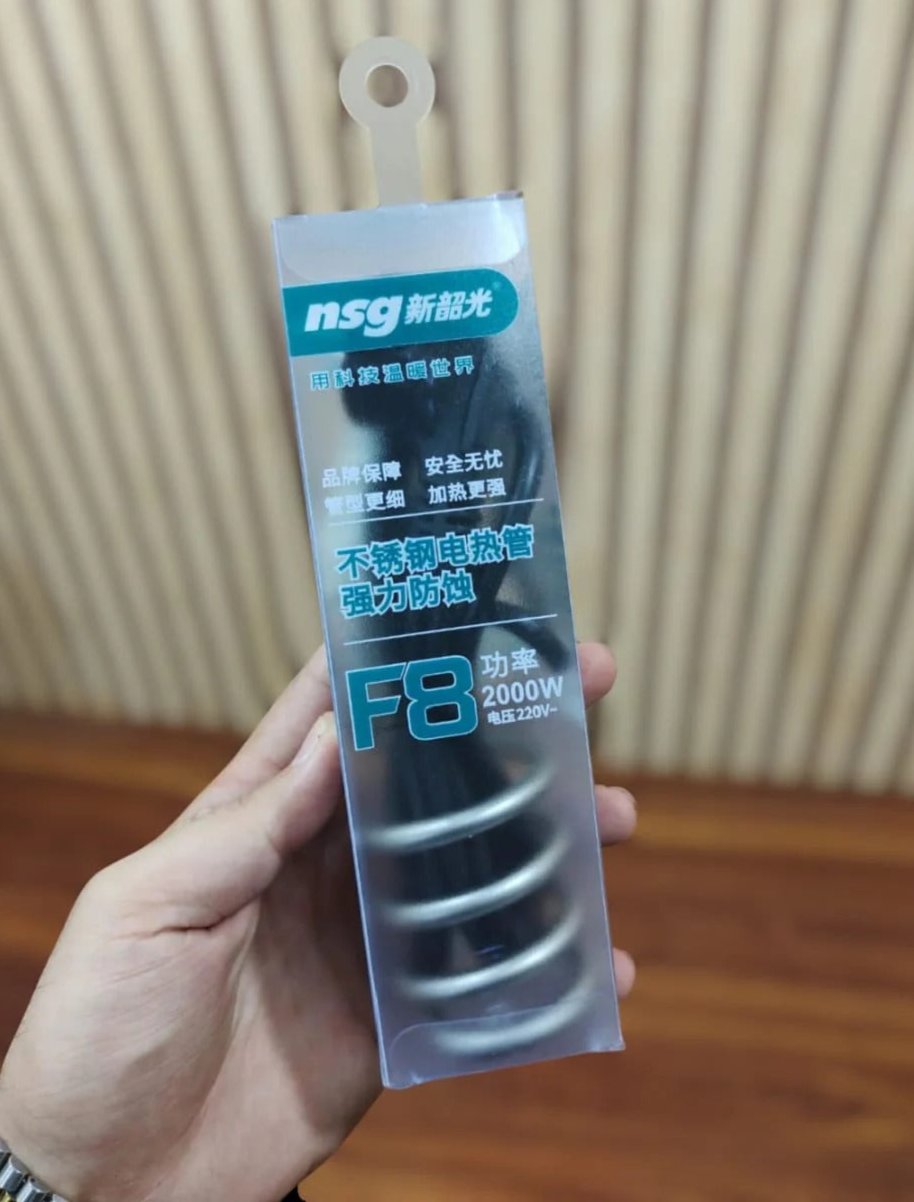 nsg新韶光®
用科技温暖世界
品牌保障 安全无忧
管型更细 加热更强
不锈钢电热管
强力防蚀
F8 功率
2000W
电压220V~